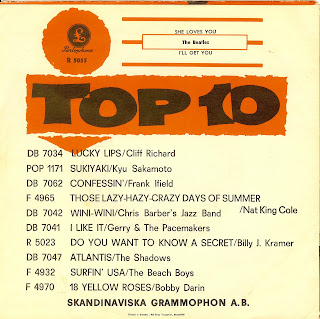 SHE LOVES YOU
The Beatles
I'LL GET YOU
Parlophone
R 5055
TOP 10
DB 7034 LUCKY LIPS/Cliff Richard
POP 1171 SUKIYAKI/Kyu Sakamoto
DB 7062 CONFESSIN'/Frank Ifield
F 4965 THOSE LAZY-HAZY-CRAZY DAYS OF SUMMER
/Nat King Cole
DB 7042 WINI-WINI/Chris Barber's Jazz Band
DB 7041 I LIKE IT/Gerry & The Pacemakers
R 5023 DO YOU WANT TO KNOW A SECRET/Billy J. Kramer
DB 7047 ATLANTIS/The Shadows
F 4932 SURFIN' USA/The Beach Boys
F 4970 18 YELLOW ROSES/Bobby Darin
SKANDINAVISKA GRAMMOPHON A.B.